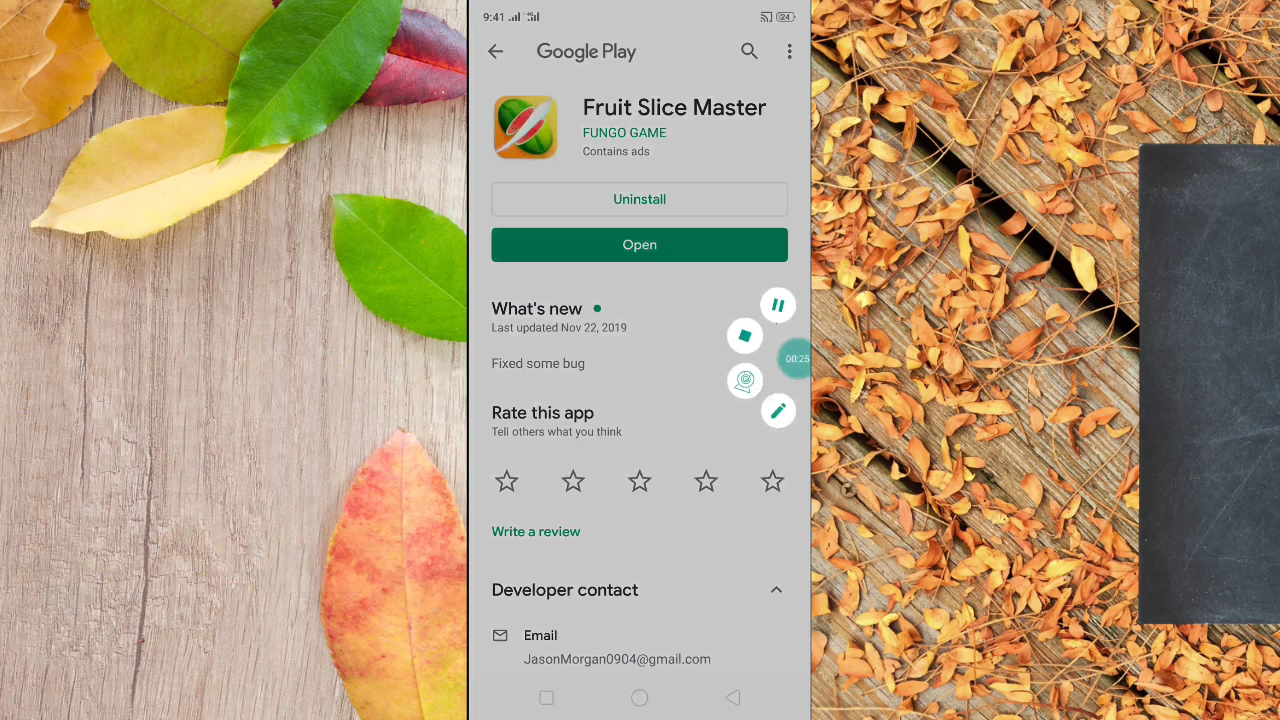 9:41
24
Google Play
Fruit Slice Master
FUNGO GAME
Contains ads
Uninstall
Open
What's new
Last updated Nov 22, 2019
Fixed some bug
00:25
Rate this app
Tell others what you think
Write a review
Developer contact
Email
JasonMorgan0904@gmail.com